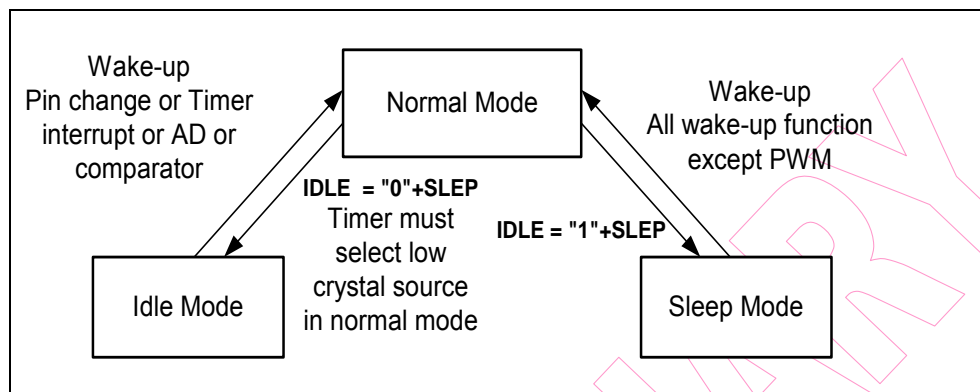 Wake-up
Pin change or Timer
interrupt or AD or
comparator
Normal Mode
Wake-up
All wake-up function
except PWM
IDLE = "0"+SLEP
Timer must
select low
crystal source
in normal mode
IDLE = "1"+SLEP
Idle Mode
Sleep Mode